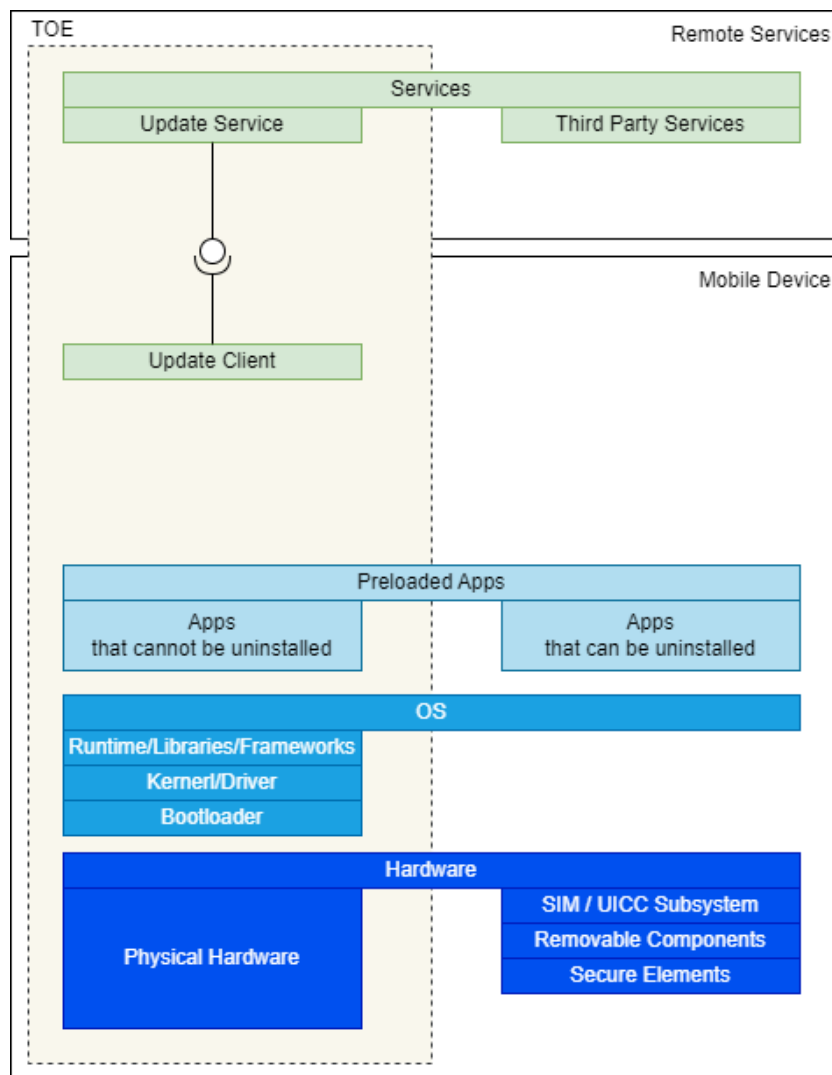 TOE
Remote Services
Services
Update Service
Third Party Services
Mobile Device
Update Client
Preloaded Apps
Apps
that cannot be uninstalled
Apps
that can be uninstalled
OS
Runtime/Libraries/Frameworks
Kernerl/Driver
Bootloader
Hardware
Physical Hardware
SIM / UICC Subsystem
Removable Components
Secure Elements